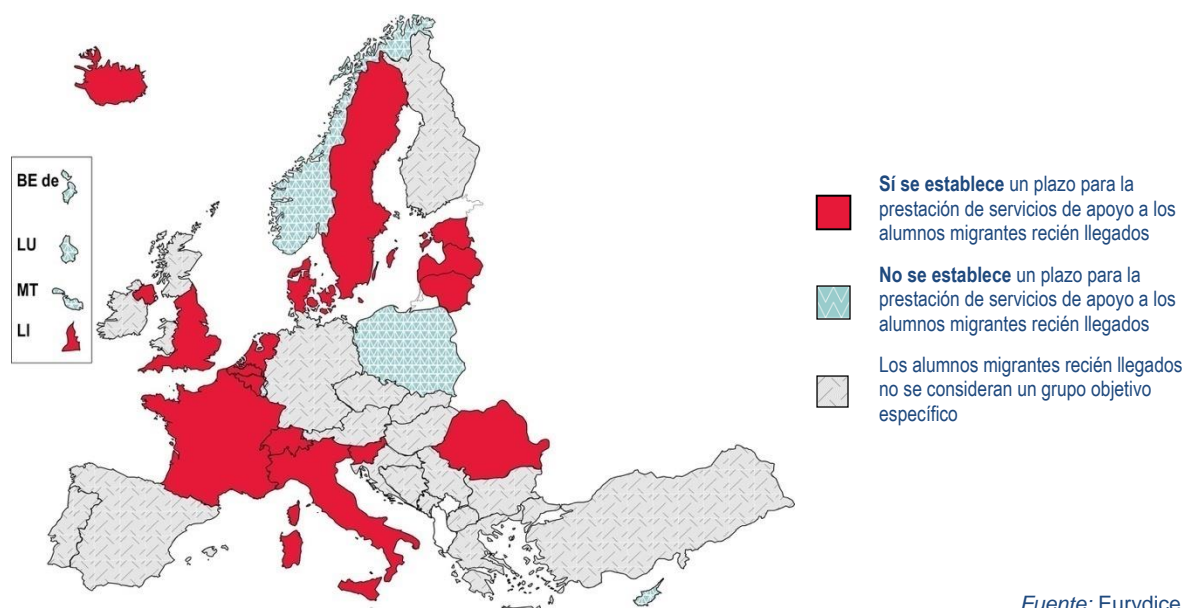 BE de
LU
MT
LI
Sí se establece un plazo para la
prestación de servicios de apoyo a los
alumnos migrantes recién llegados
No se establece un plazo para la
prestación de servicios de apoyo a los
alumnos migrantes recién llegados
Los alumnos migrantes recién llegados
no se consideran un grupo objetivo
específico
Fuente: Eurydice